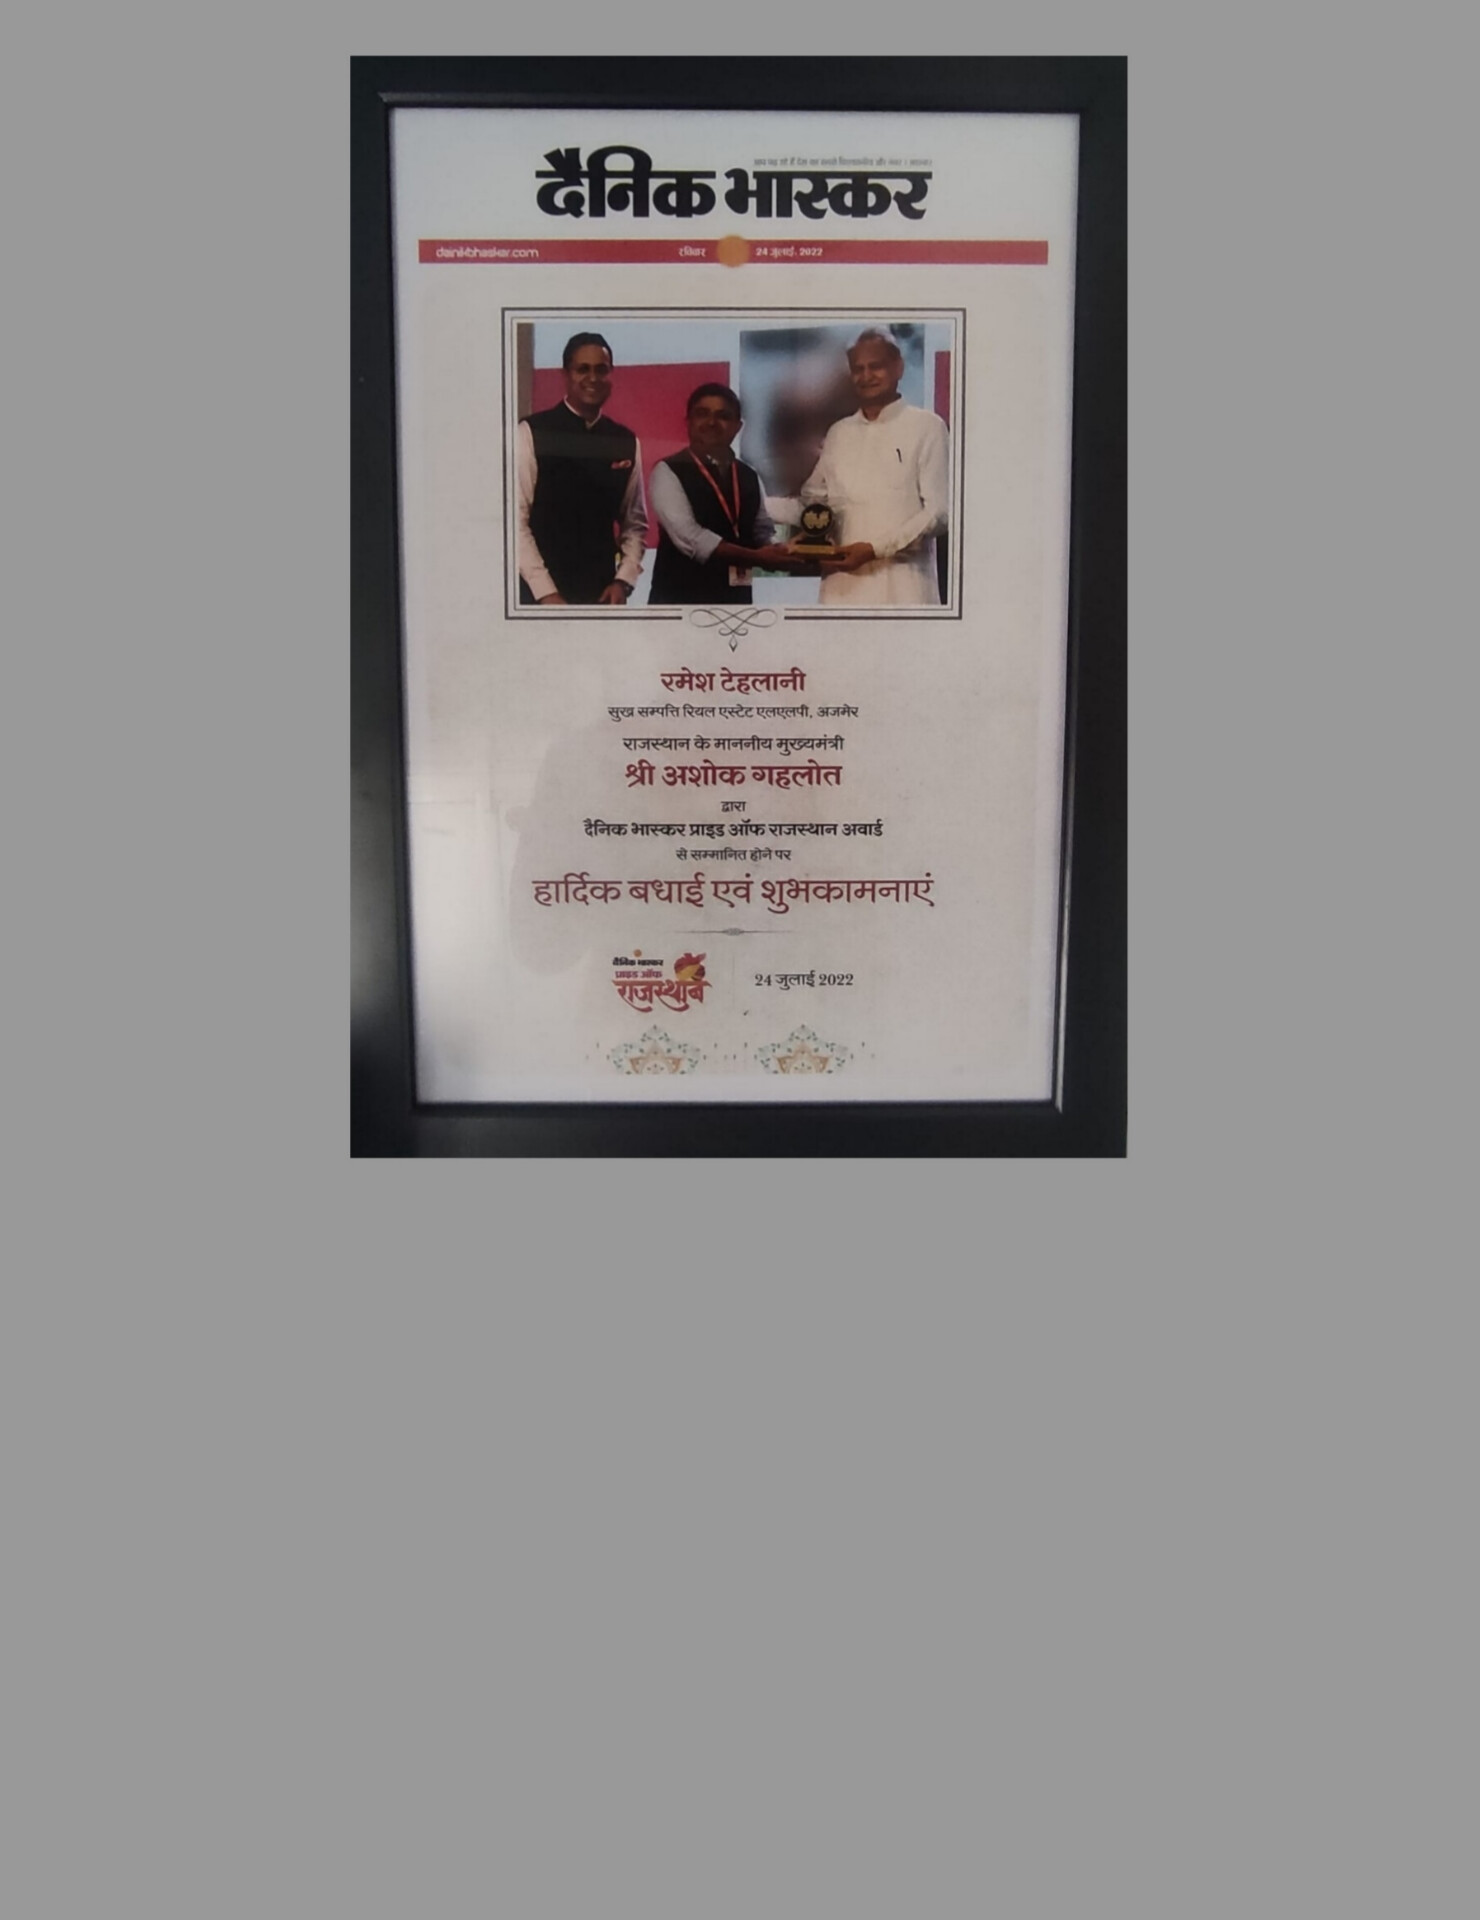 दैनिक भास्कर
dainikbhaskar.com रविवार 24 जुलाई, 2022
रमेश टेहलानी
सुख सम्पत्ति रियल एस्टेट एलएलपी, अजमेर
राजस्थान के माननीय मुख्यमंत्री
श्री अशोक गहलोत
द्वारा
दैनिक भास्कर प्राइड ऑफ राजस्थान अवार्ड
से सम्मानित होने पर
हार्दिक बधाई एवं शुभकामनाएं
दैनिक भास्कर
प्राइड ऑफ
राजस्थान
24 जुलाई 2022